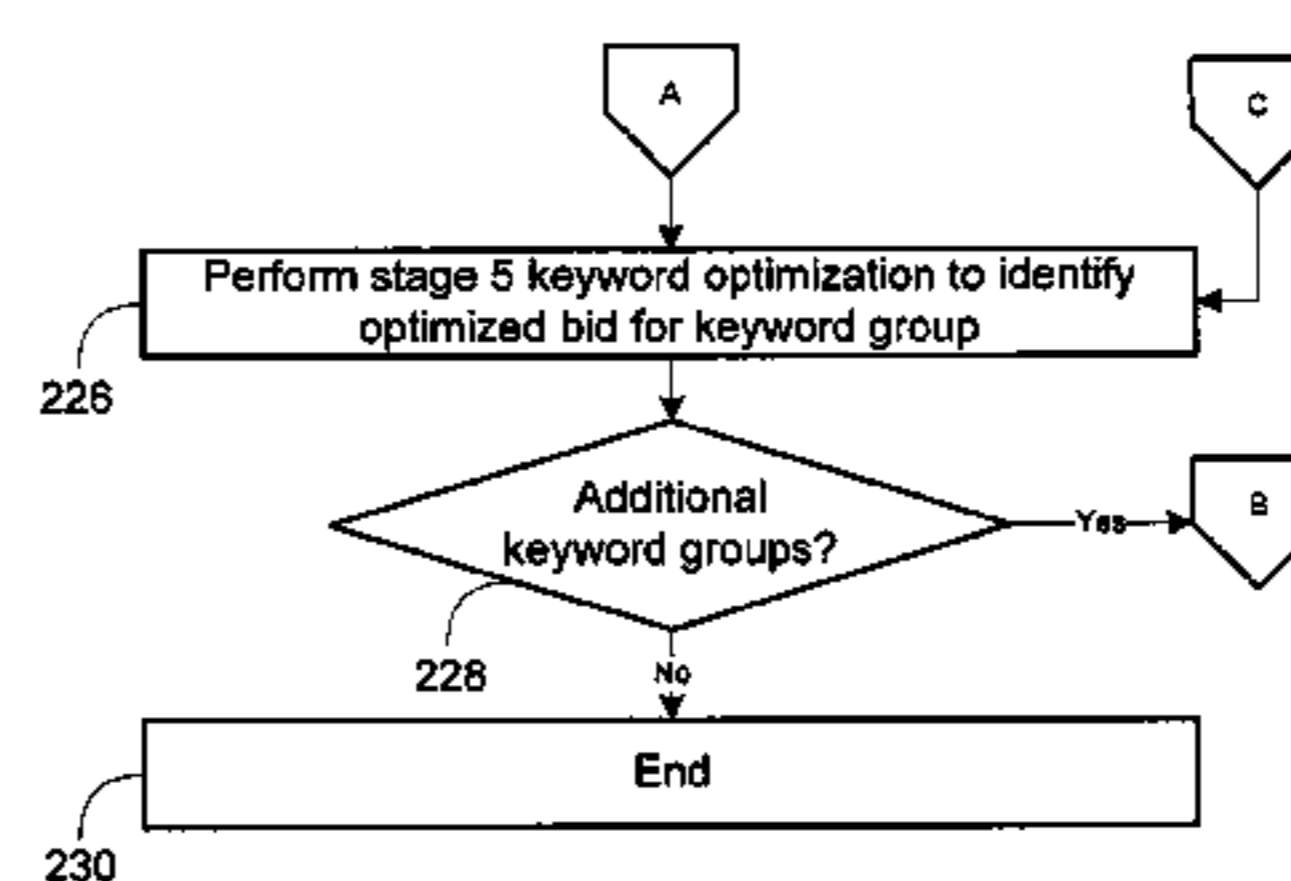 A
C
Perform stage 5 keyword optimization to identify
optimized bid for keyword group
226
Additional
keyword groups?
Yes
B
228
No
End
230